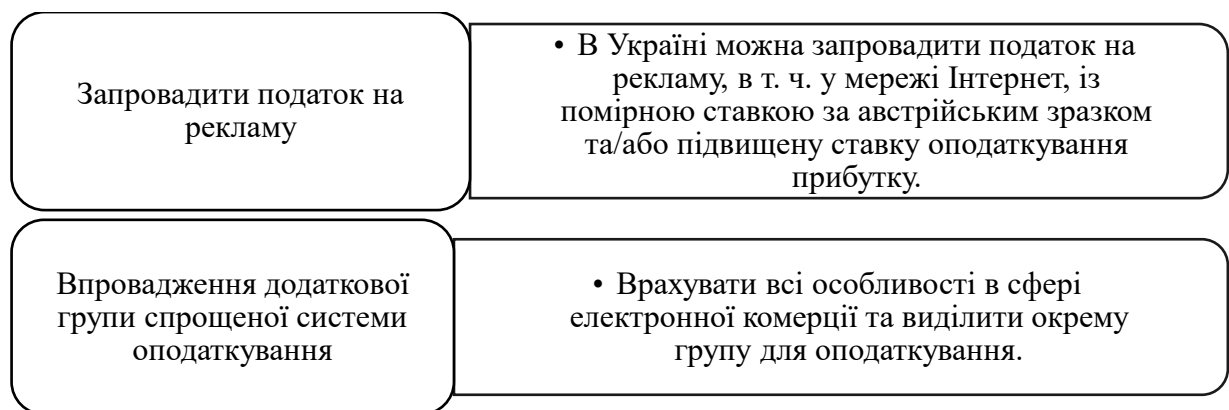 Запровадити податок на
рекламу
• В Україні можна запровадити податок на
рекламу, в т. ч. у мережі Інтернет, із
помірною ставкою за австрійським зразком
та/або підвищену ставку оподаткування
прибутку.
Впровадження додаткової
групи спрощеної системи
оподаткування
• Врахувати всі особливості в сфері
електронної комерції та виділити окрему
групу для оподаткування.